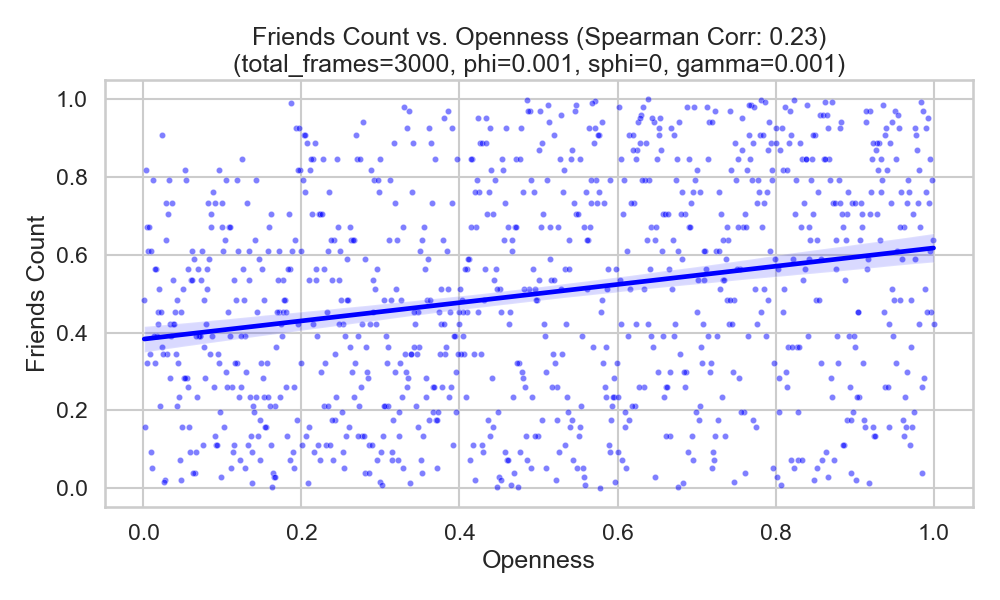 Friends Count vs. Openness (Spearman Corr: 0.23)
(total_frames=3000, phi=0.001, sphi=0, gamma=0.001)
1.0
0.8
0.6
0.4
0.2
0.0
Friends Count
0.0 0.2 0.4 0.6 0.8 1.0
Openness